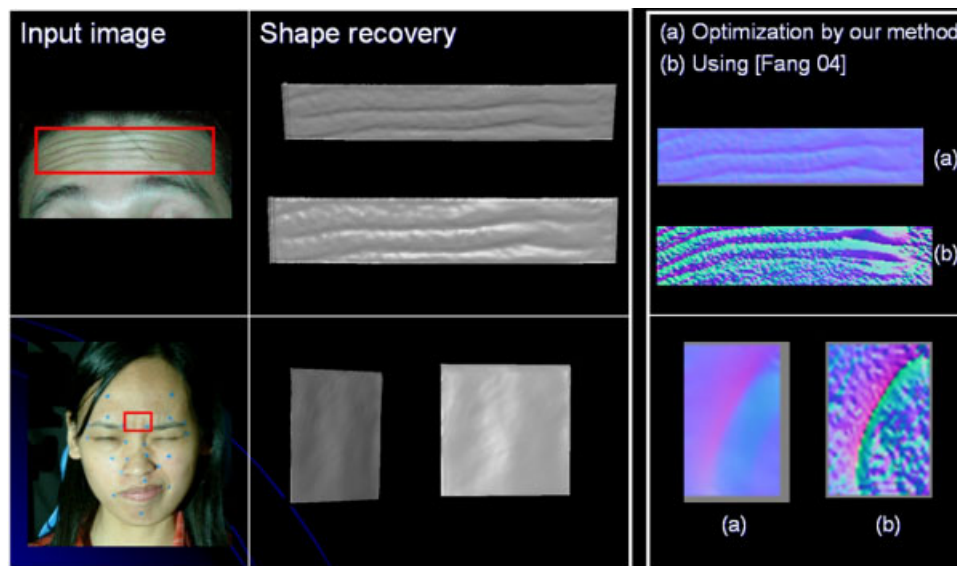 Input image
Shape recovery
(a) Optimization by our method
(b) Using [Fang 04]
(a)
(b)
(a)
(b)